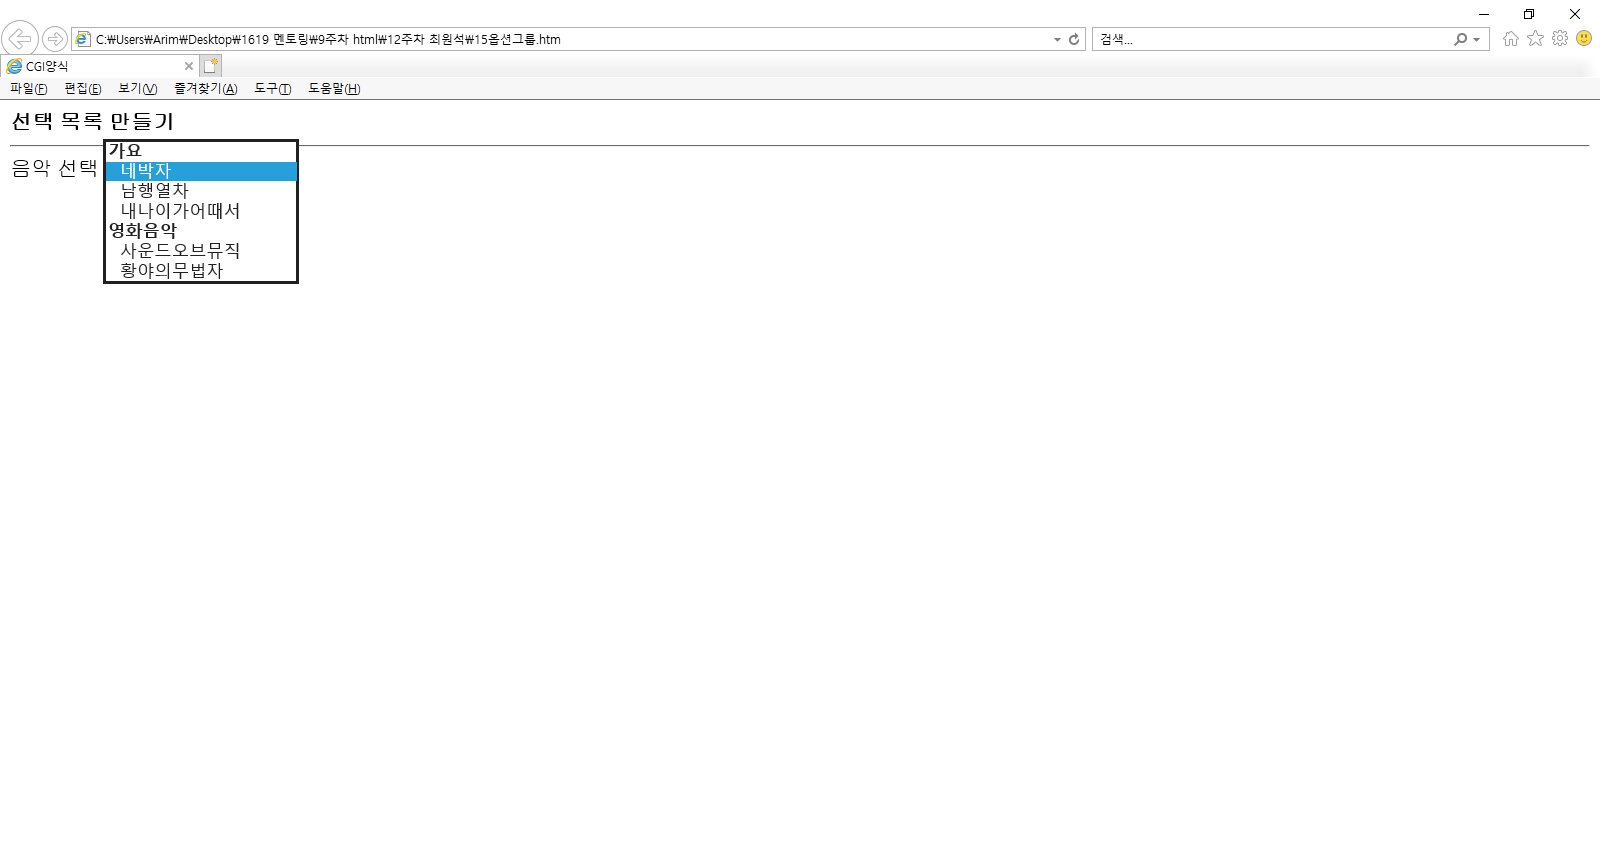 C:₩Users₩Arim₩Desktop₩1619 멘토링₩9주차 html₩12주차 최원석₩15옵션그룹.htm
검색...
CGI양식
파일(F) 편집(E) 보기(V) 즐겨찾기(A) 도구(T) 도움말(H)
선택 목록 만들기
음악 선택
가요
네박자
남행열차
내나이가어때서
영화음악
사운드오브뮤직
황야의무법자